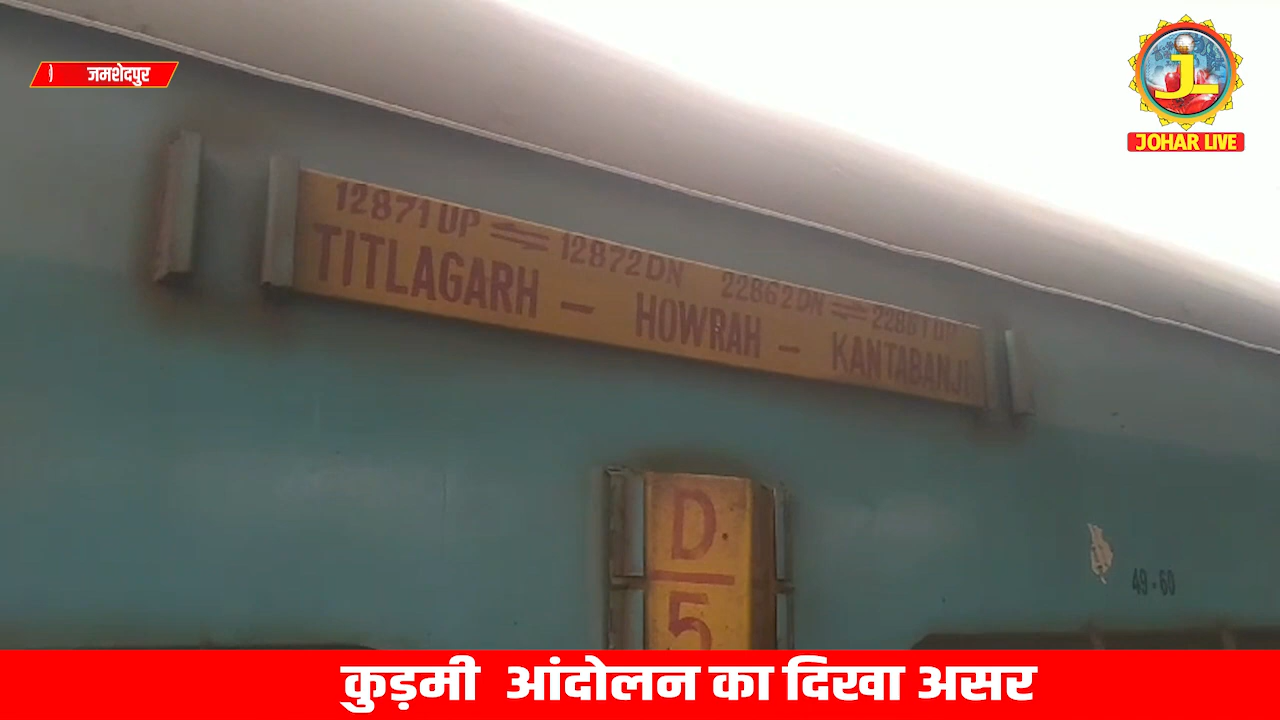 जमशेदपुर
JL
JOHAR LIVE
12871 UP ⇌ 12872 DN 22862 DN ⇌ 22861 UP
TITLAGARH - HOWRAH - KANTABANJI
D
5
49-60
कुड़मी आंदोलन का दिखा असर